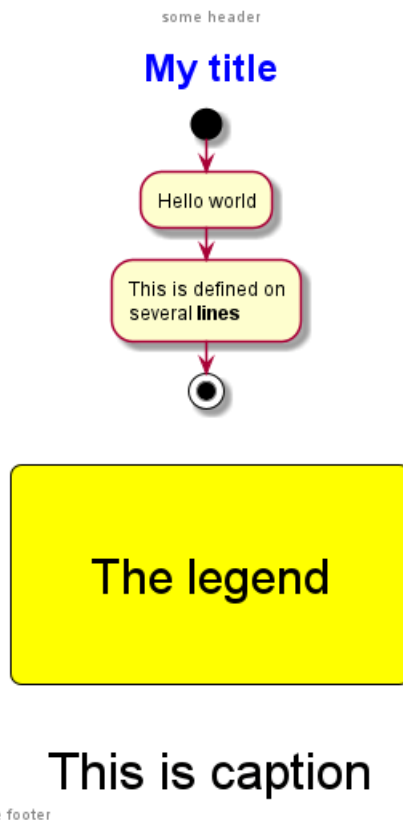 some header
My title
Hello world
This is defined on
several lines
The legend
This is caption
footer